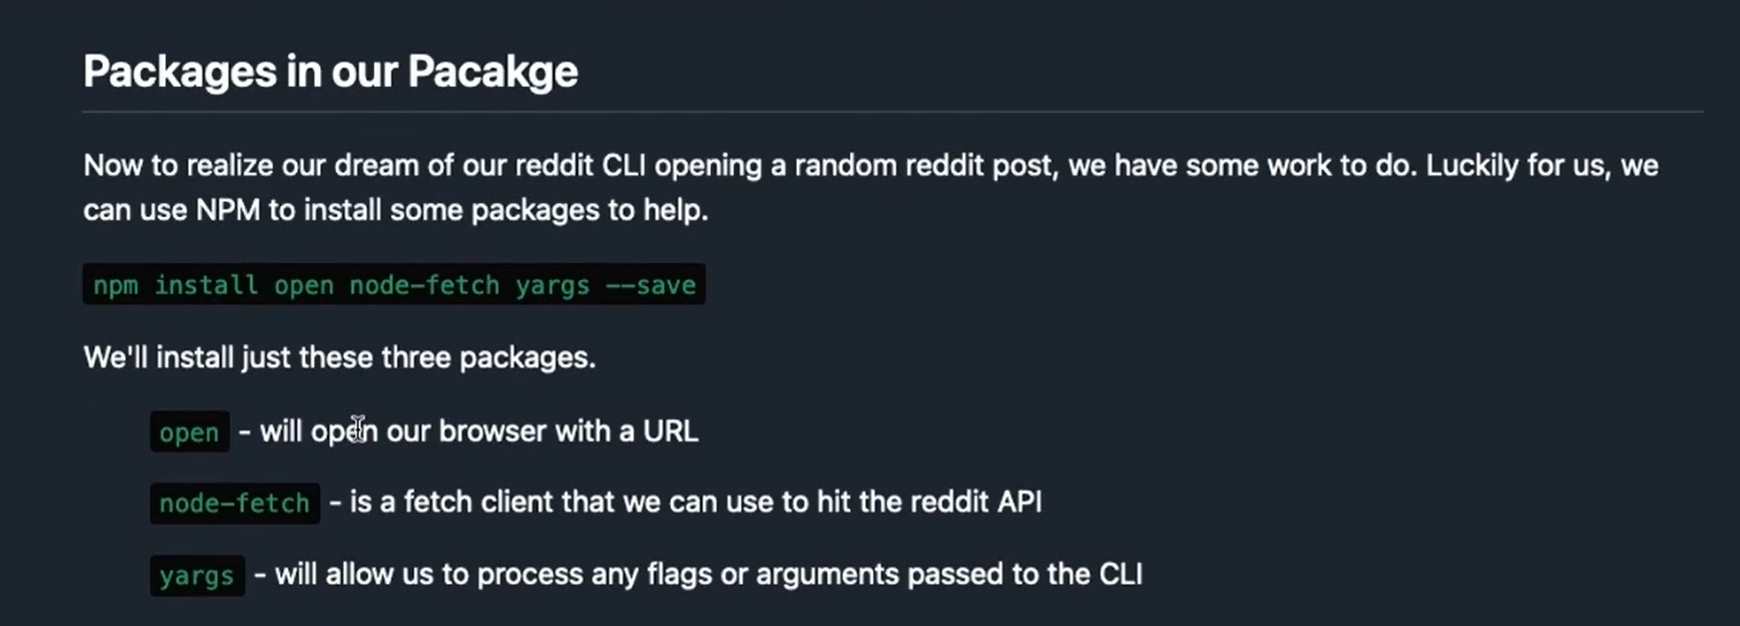 Packages in our Pacakge
Now to realize our dream of our reddit CLI opening a random reddit post, we have some work to do. Luckily for us, we
can use NPM to install some packages to help.
npm install open node-fetch yargs --save
We'll install just these three packages.
open - will open our browser with a URL
node-fetch - is a fetch client that we can use to hit the reddit API
yargs - will allow us to process any flags or arguments passed to the CLI